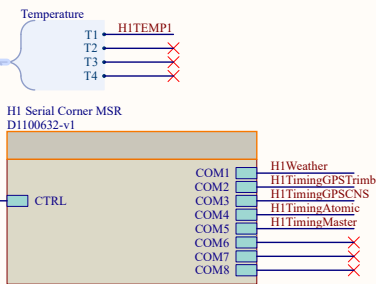 Temperature
T1 H1TEMP1
T2
T3
T4
H1 Serial Corner MSR
D1100632-v1
COM1 H1Weather
COM2 H1TimingGPSTrimb
CTRL COM3 H1TimingGPSCNS
COM4 H1TimingAtomic
COM5 H1TimingMaster
COM6
COM7
COM8